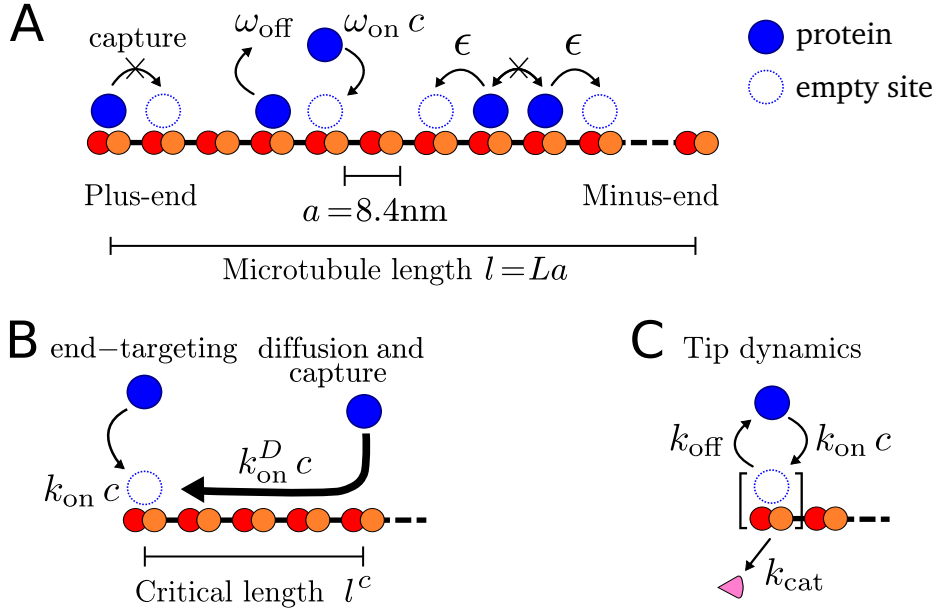 A
capture
ω_off
ω_on c
ϵ
ϵ
protein
empty site
Plus-end
a = 8.4nm
Minus-end
Microtubule length l = La
B
end−targeting
diffusion and
capture
k_on^D c
k_on c
Critical length l^c
C
Tip dynamics
k_off
k_on c
k_cat